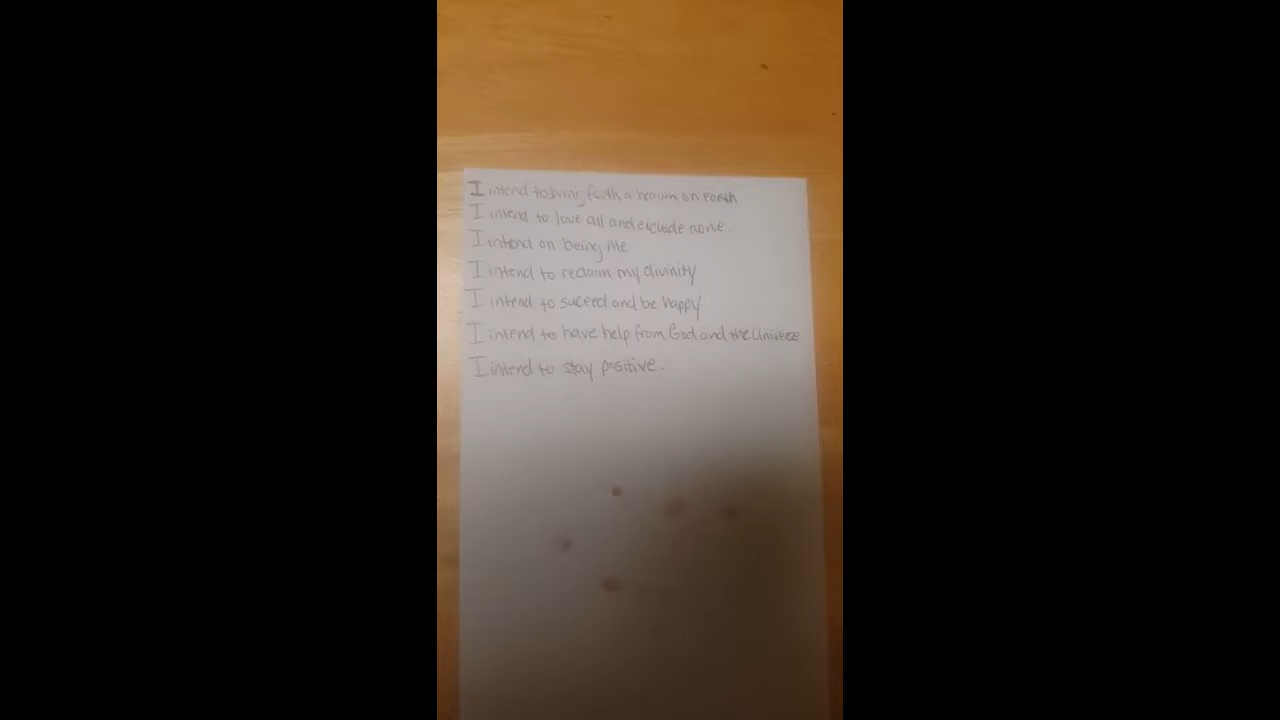 I intend to bring forth a heaven on earth
I intend to love all and exclude none
I intend on being Me
I intend to reclaim my divinity
I intend to suceed and be happy
I intend to have help from God and the Universe
I intend to stay positive.